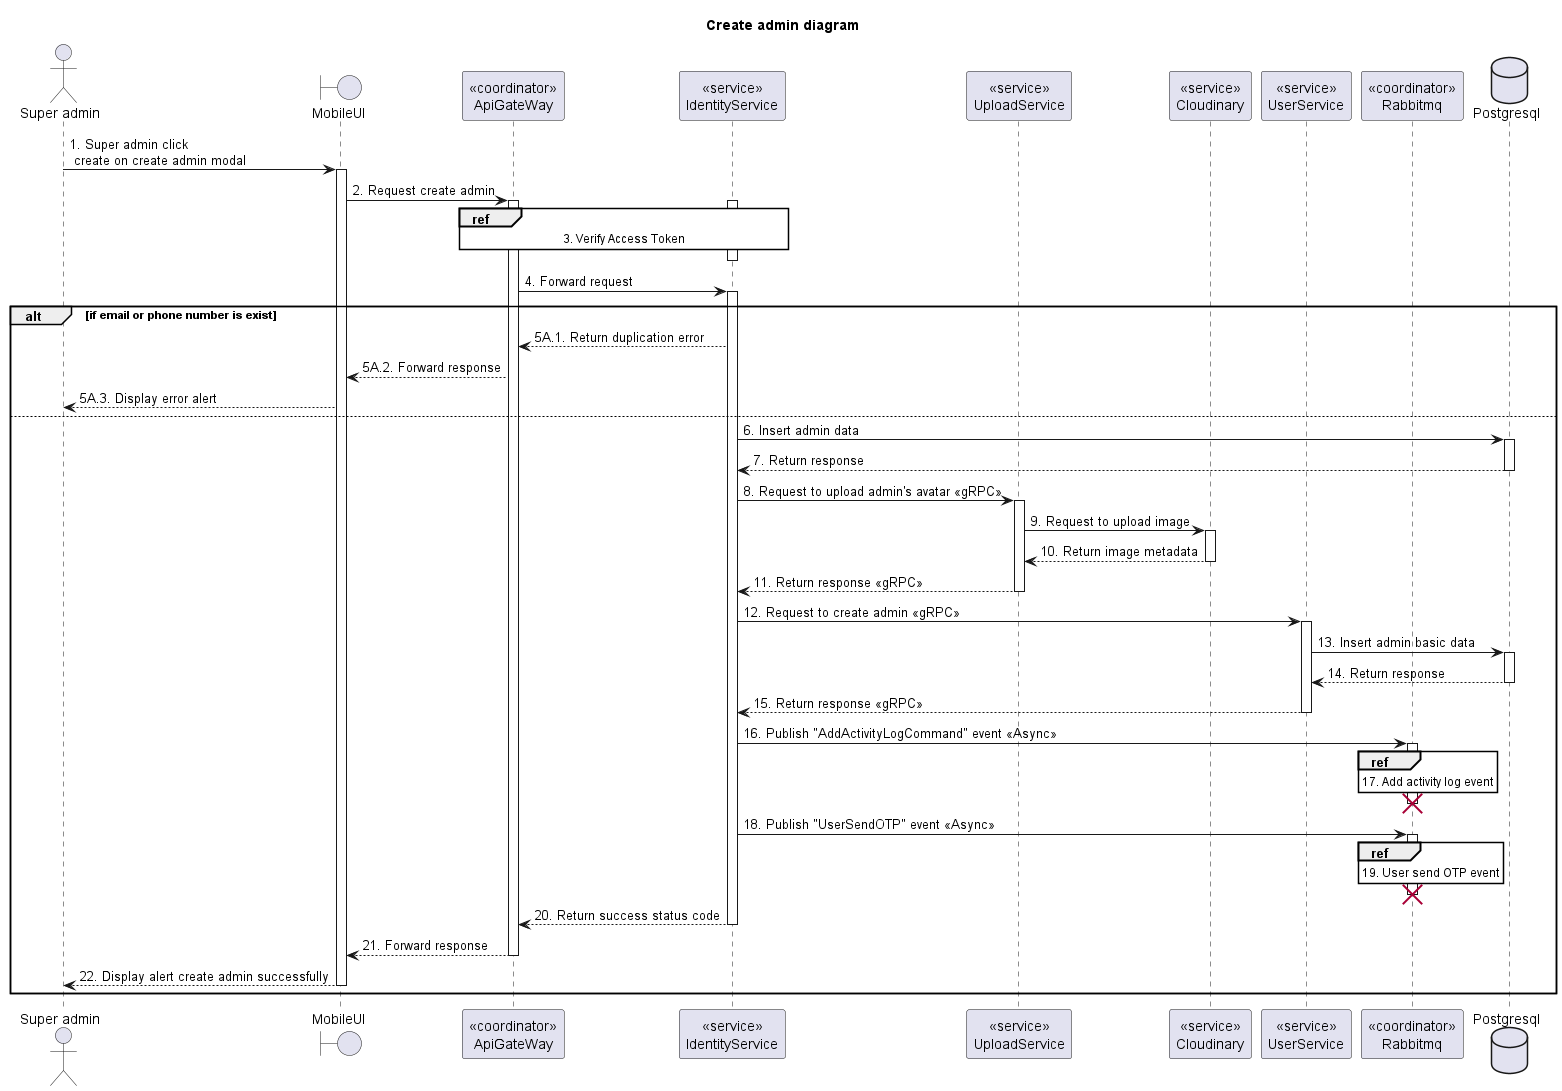 Create admin diagram
Super admin
MobileUI
«coordinator»
ApiGateWay
«service»
IdentityService
«service»
UploadService
«service»
Cloudinary
«service»
UserService
«coordinator»
Rabbitmq
Postgresql
1. Super admin click
create on create admin modal
2. Request create admin
ref
3. Verify Access Token
4. Forward request
alt
[if email or phone number is exist]
5A.1. Return duplication error
5A.2. Forward response
5A.3. Display error alert
6. Insert admin data
7. Return response
8. Request to upload admin's avatar «gRPC»
9. Request to upload image
10. Return image metadata
11. Return response «gRPC»
12. Request to create admin «gRPC»
13. Insert admin basic data
14. Return response
15. Return response «gRPC»
16. Publish "AddActivityLogCommand" event «Async»
ref
17. Add activity log event
18. Publish "UserSendOTP" event «Async»
ref
19. User send OTP event
20. Return success status code
21. Forward response
22. Display alert create admin successfully
Super admin
MobileUI
«coordinator»
ApiGateWay
«service»
IdentityService
«service»
UploadService
«service»
Cloudinary
«service»
UserService
«coordinator»
Rabbitmq
Postgresql